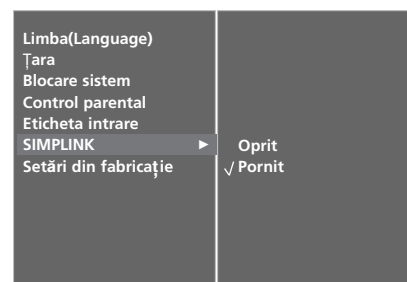 Limba(Language)
Țara
Blocare sistem
Control parental
Eticheta intrare
SIMPLINK ►
Setări din fabricație
Oprit
√ Pornit